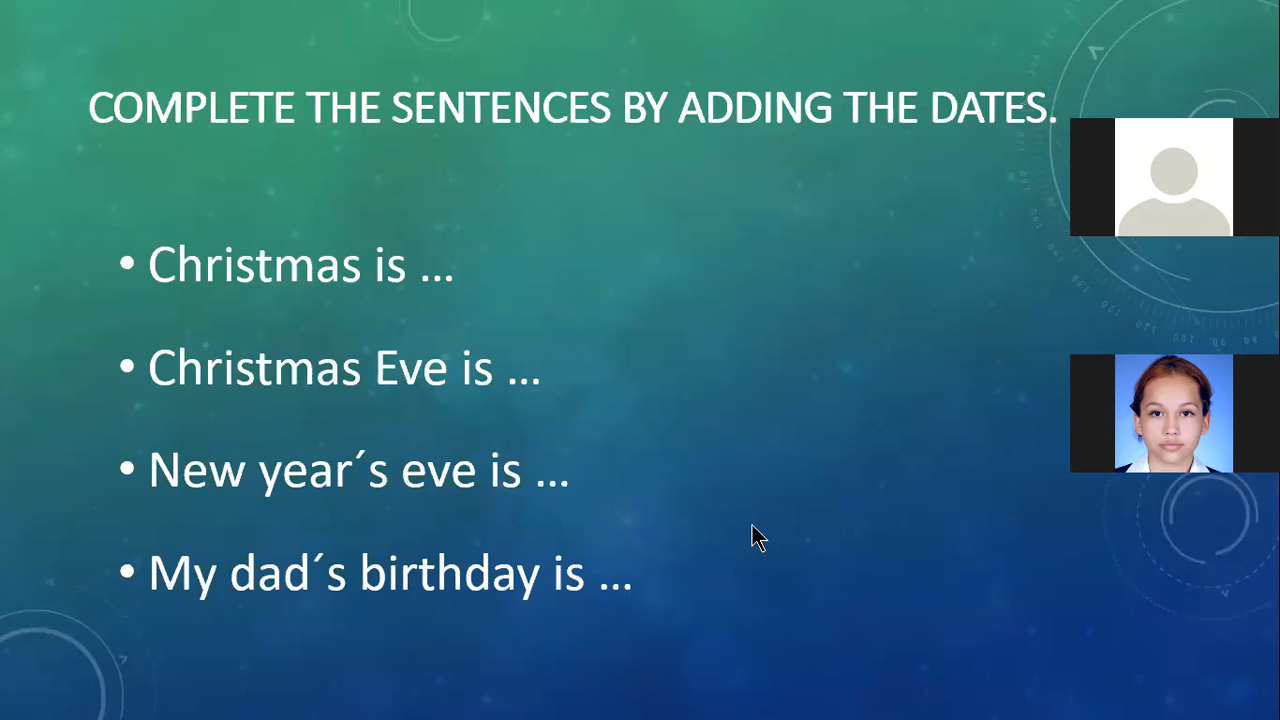 COMPLETE THE SENTENCES BY ADDING THE DATES.
• Christmas is ...
• Christmas Eve is ...
• New year´s eve is ...
• My dad´s birthday is ...